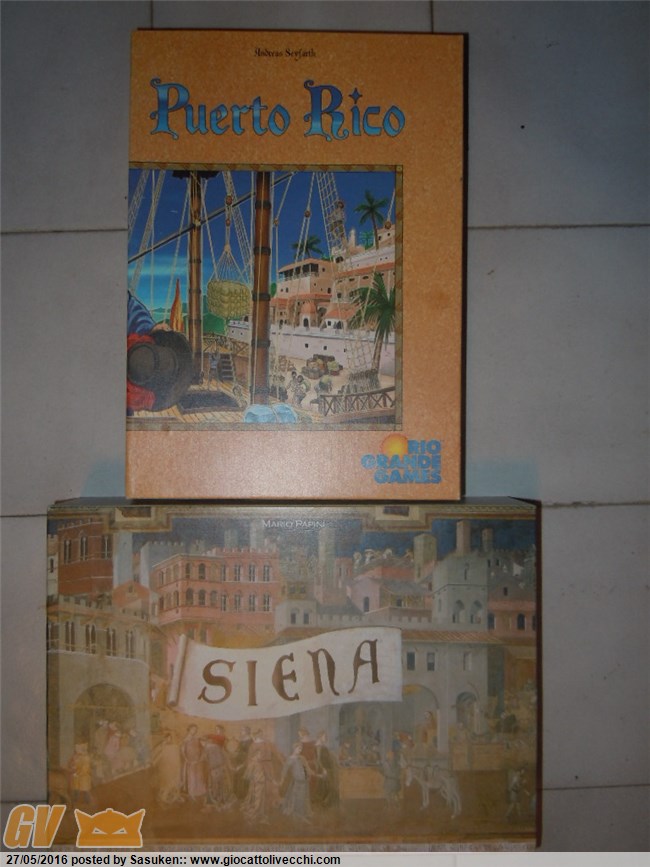 Andreas Seyfarth
Puerto Rico
RIO
GRANDE
GAMES
Mario Papini
SIENA
GV
27/05/2016 posted by Sasuken:: www.giocattolivecchi.com